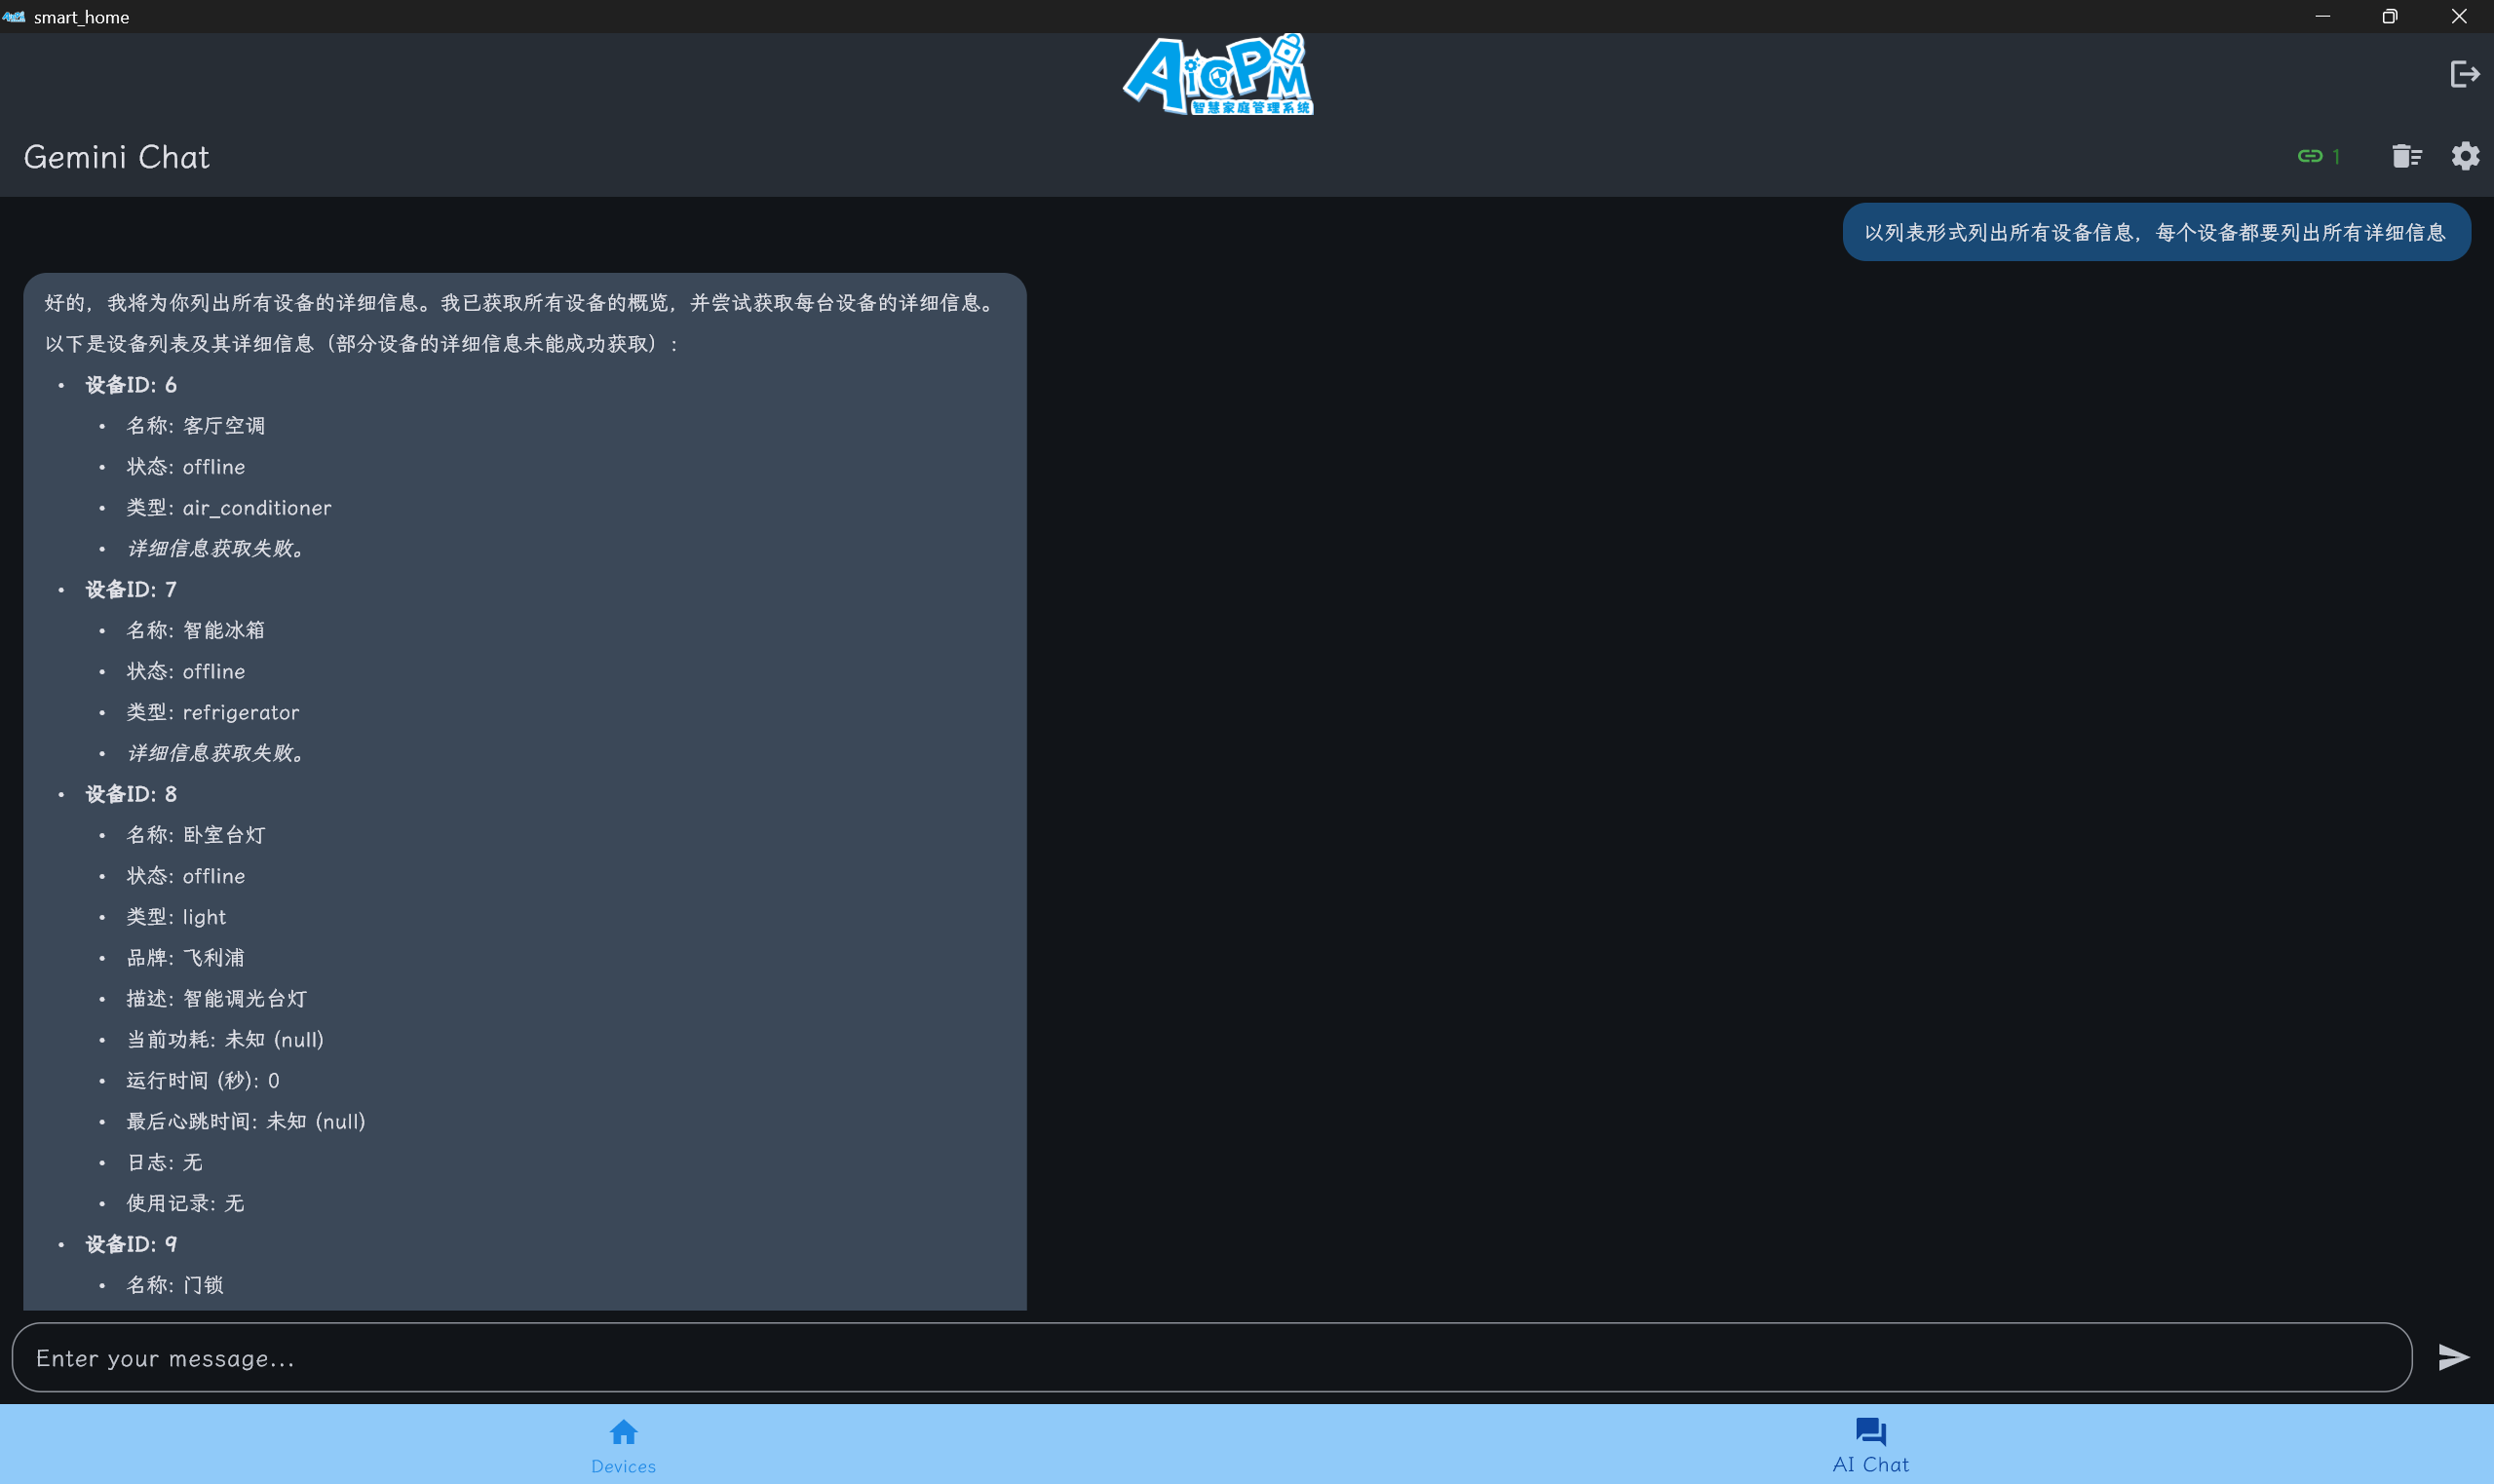 smart_home
AiCPM
智慧家庭管理系统
Gemini Chat
1
以列表形式列出所有设备信息，每个设备都要列出所有详细信息
好的，我将为你列出所有设备的详细信息。我已获取所有设备的概览，并尝试获取每台设备的详细信息。
以下是设备列表及其详细信息（部分设备的详细信息未能成功获取）:
• 设备ID: 6
• 名称: 客厅空调
• 状态: offline
• 类型: air_conditioner
• 详细信息获取失败。
• 设备ID: 7
• 名称: 智能冰箱
• 状态: offline
• 类型: refrigerator
• 详细信息获取失败。
• 设备ID: 8
• 名称: 卧室台灯
• 状态: offline
• 类型: light
• 品牌: 飞利浦
• 描述: 智能调光台灯
• 当前功耗: 未知 (null)
• 运行时间 (秒): 0
• 最后心跳时间: 未知 (null)
• 日志: 无
• 使用记录: 无
• 设备ID: 9
• 名称: 门锁
Enter your message...
Devices
AI Chat